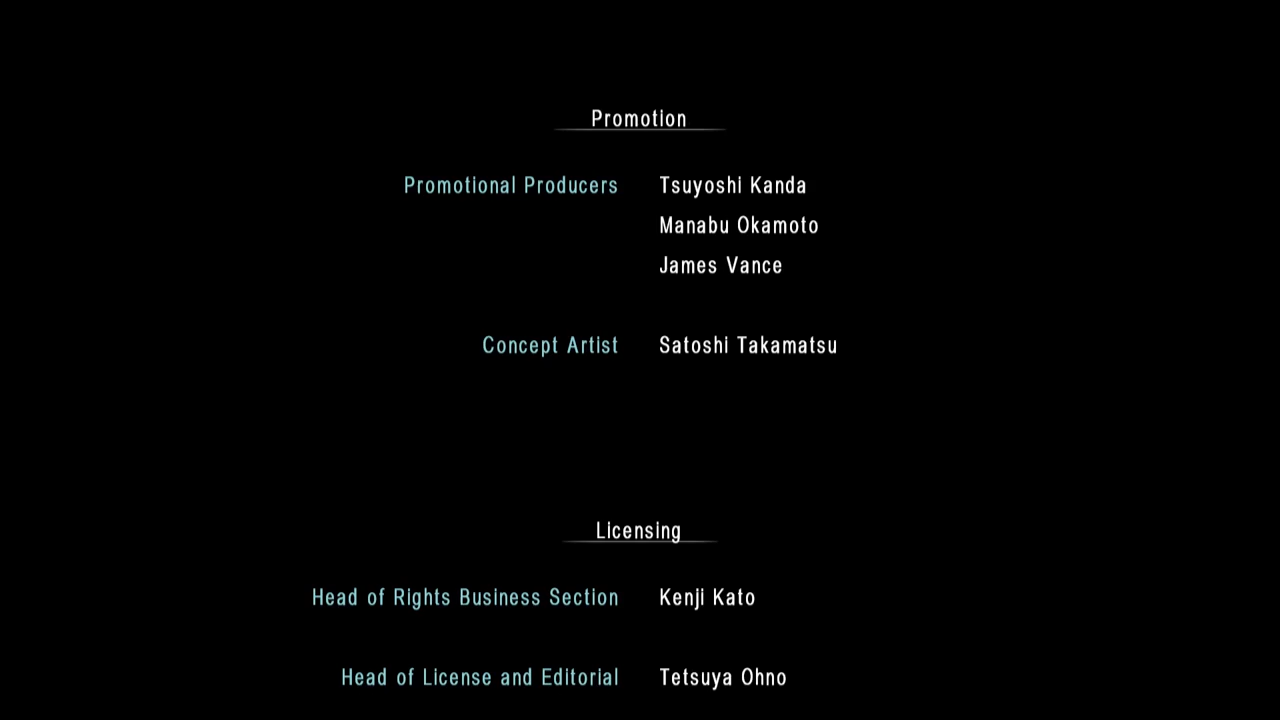 Promotion
Promotional Producers Tsuyoshi Kanda
Manabu Okamoto
James Vance
Concept Artist Satoshi Takamatsu
Licensing
Head of Rights Business Section Kenji Kato
Head of License and Editorial Tetsuya Ohno